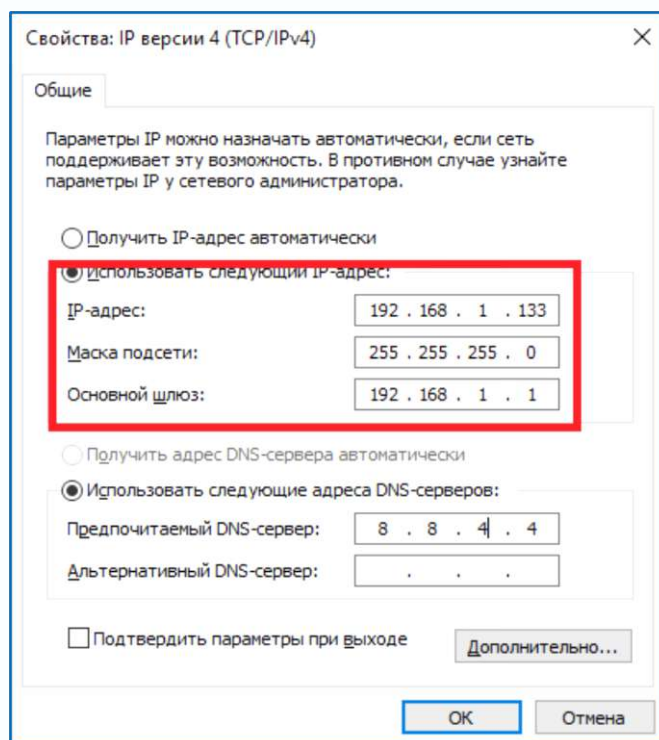 Свойства: IP версии 4 (TCP/IPv4)
Общие
Параметры IP можно назначать автоматически, если сеть
поддерживает эту возможность. В противном случае узнайте
параметры IP у сетевого администратора.
Получить IP-адрес автоматически
Использовать следующий IP-адрес:
IP-адрес: 192 . 168 . 1 . 133
Маска подсети: 255 . 255 . 255 . 0
Основной шлюз: 192 . 168 . 1 . 1
Получить адрес DNS-сервера автоматически
Использовать следующие адреса DNS-серверов:
Предпочитаемый DNS-сервер: 8 . 8 . 4 . 4
Альтернативный DNS-сервер: . . .
Подтвердить параметры при выходе
Дополнительно...
ОК Отмена